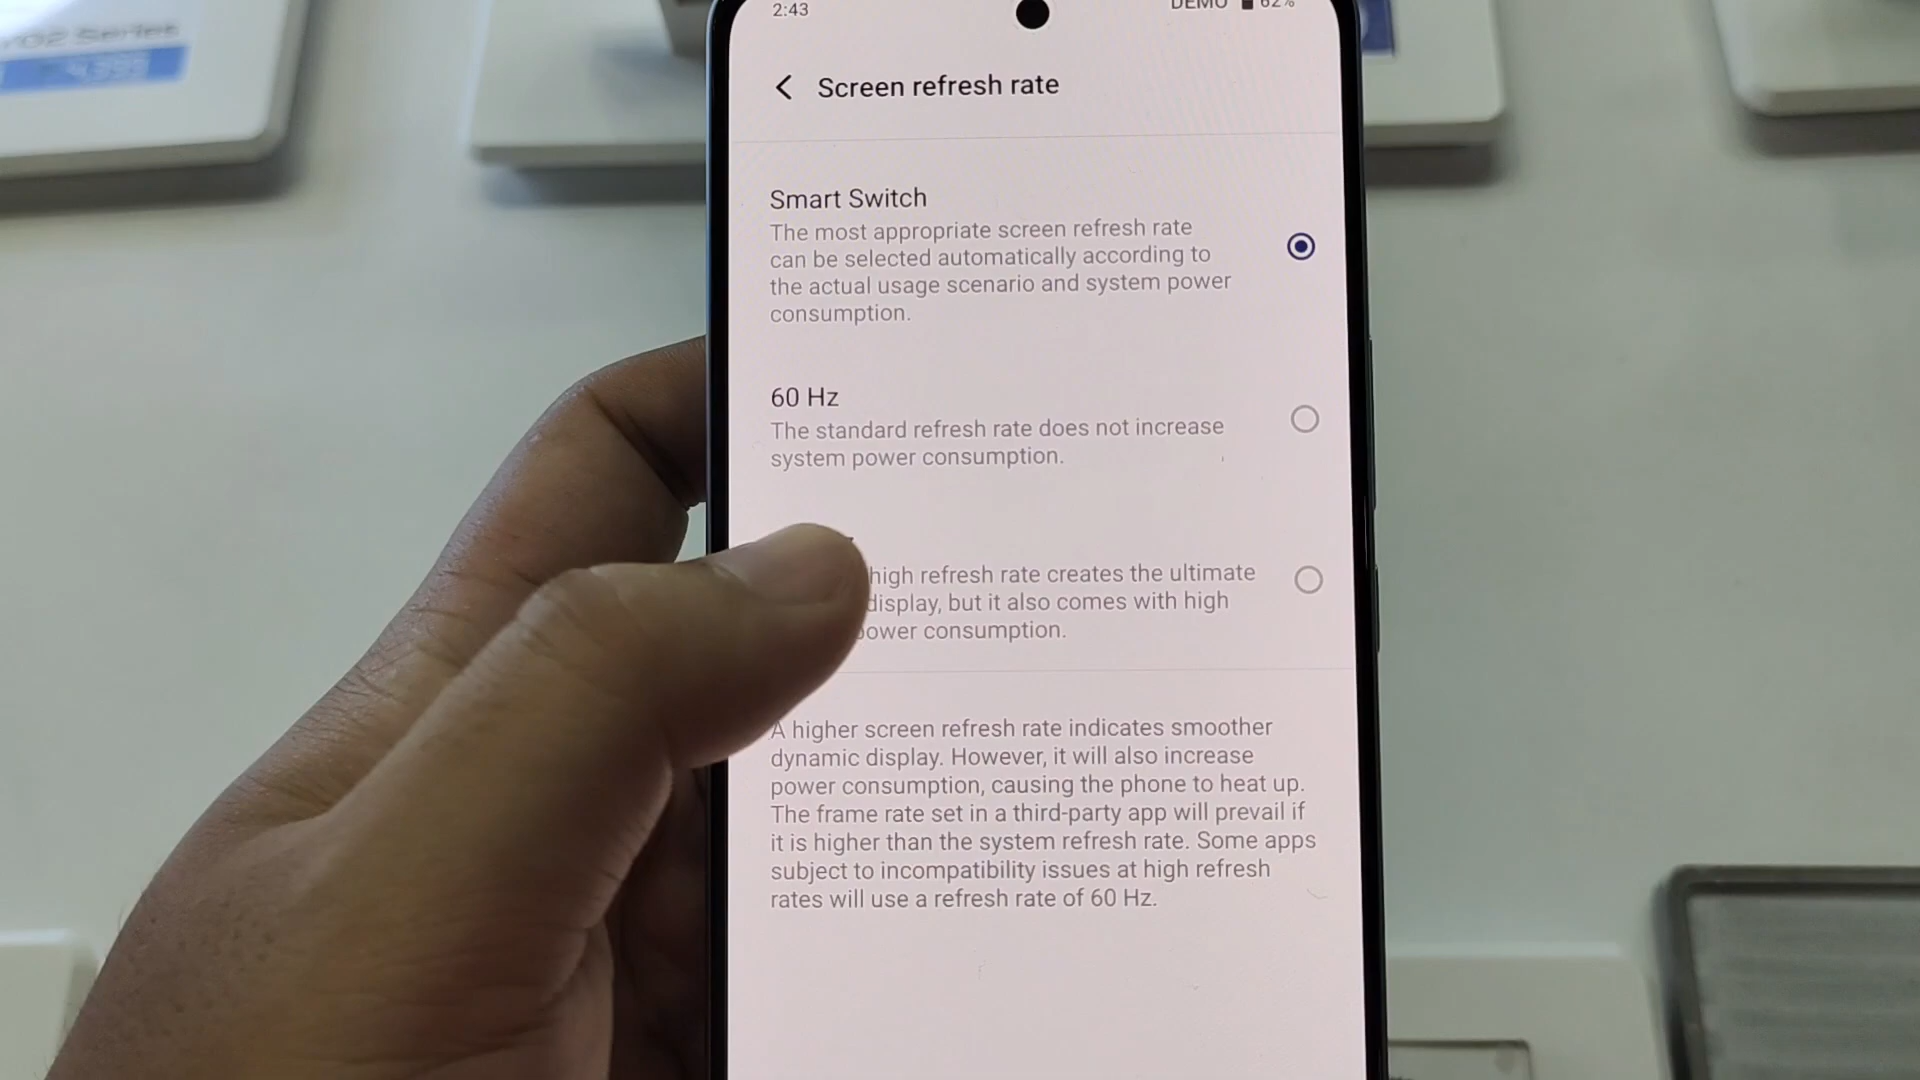 Y02 Series
2:43
DEMO 62%
Screen refresh rate
Smart Switch
The most appropriate screen refresh rate
can be selected automatically according to
the actual usage scenario and system power
consumption.
60 Hz
The standard refresh rate does not increase
system power consumption.
high refresh rate creates the ultimate
display, but it also comes with high
power consumption.
A higher screen refresh rate indicates smoother
dynamic display. However, it will also increase
power consumption, causing the phone to heat up.
The frame rate set in a third-party app will prevail if
it is higher than the system refresh rate. Some apps
subject to incompatibility issues at high refresh
rates will use a refresh rate of 60 Hz.